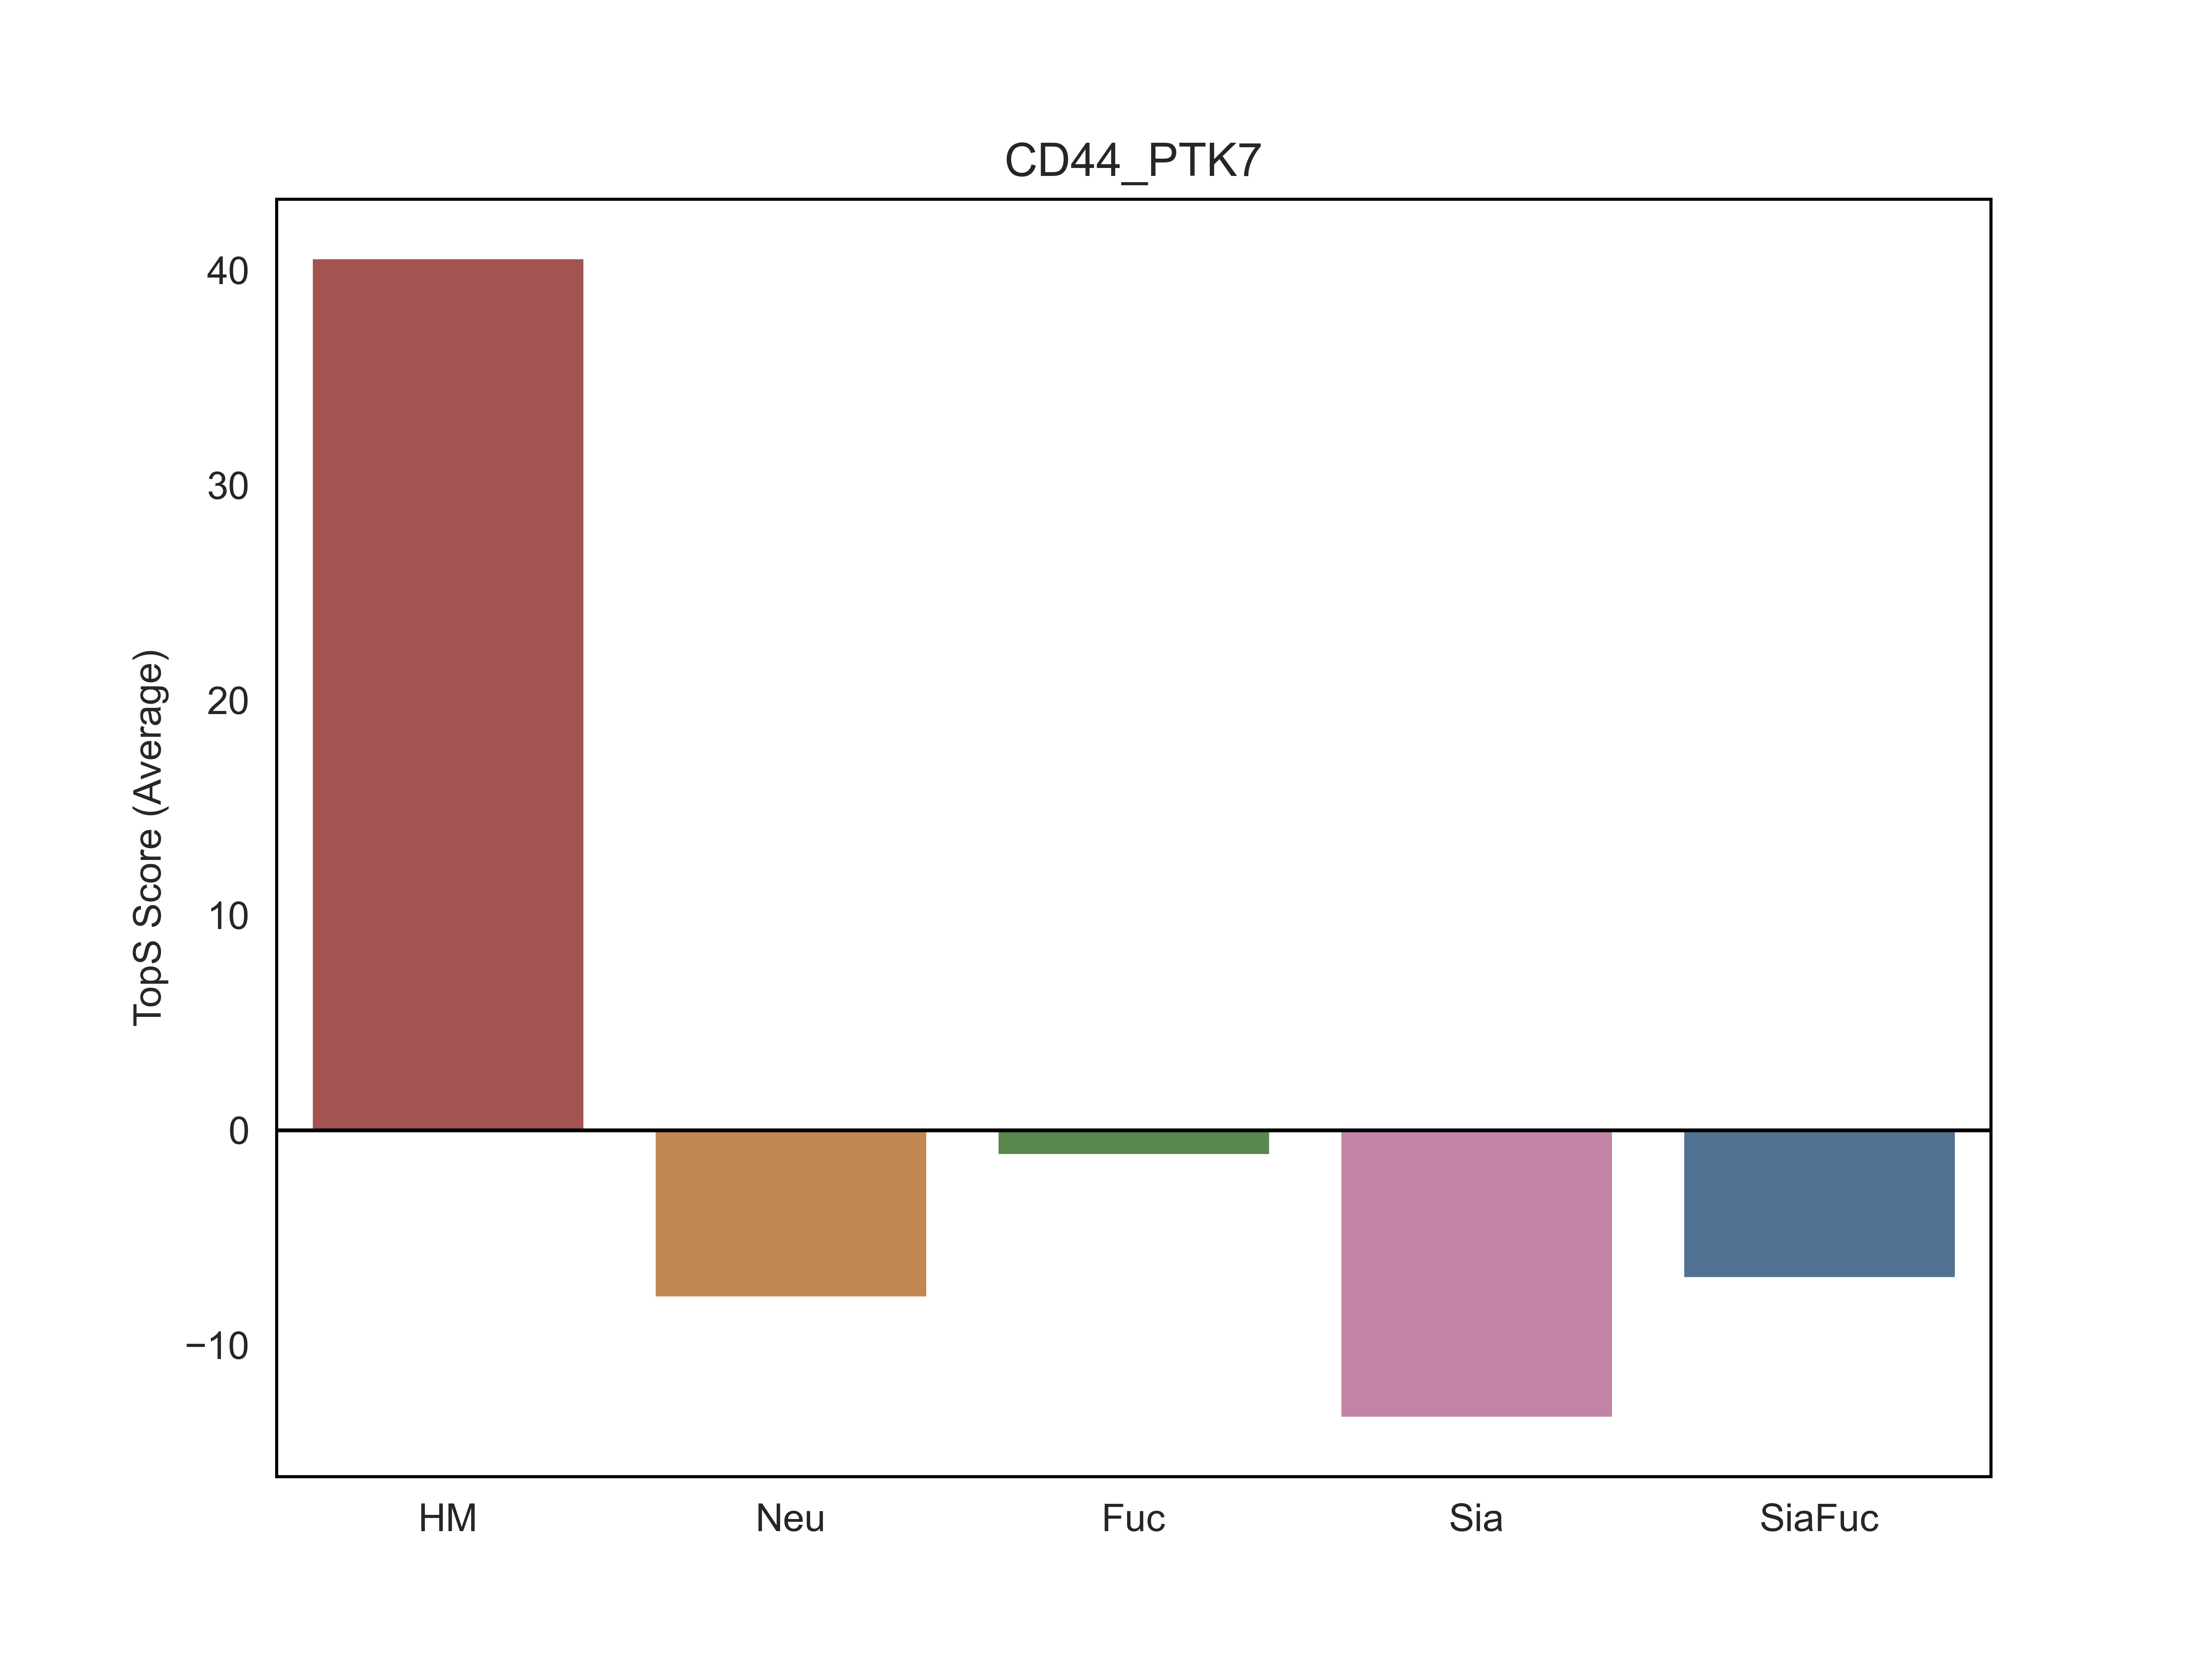 CD44_PTK7
TopS Score (Average)
40
30
20
10
0
−10
HM
Neu
Fuc
Sia
SiaFuc